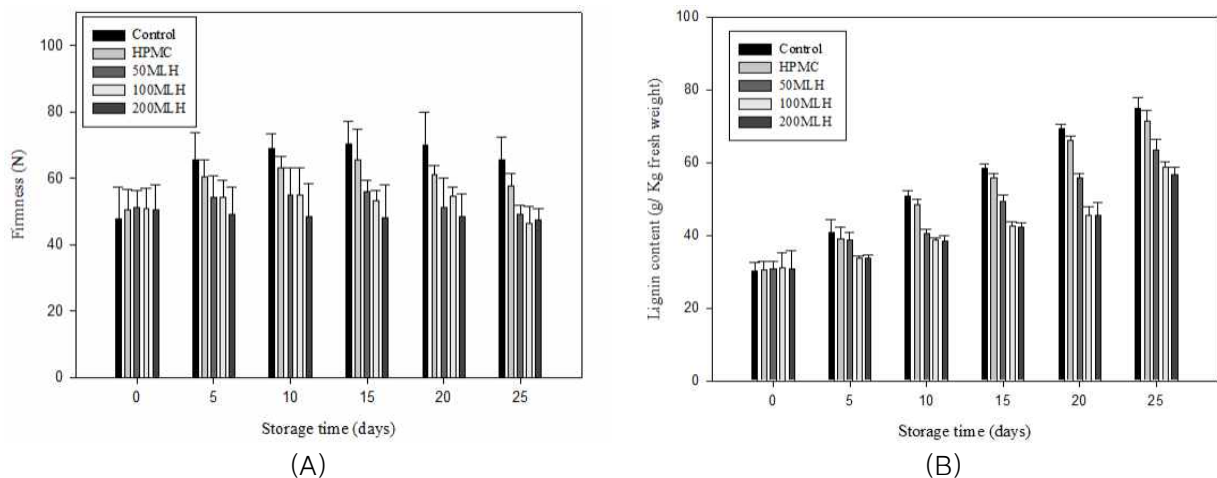 100
80
60
40
20
0
Firmness (N)
Control
HPMC
50MLH
100MLH
200MLH
0 5 10 15 20 25
Storage time (days)
(A)
100
80
60
40
20
0
Lignin content (g/ Kg fresh weight)
Control
HPMC
50MLH
100MLH
200MLH
0 5 10 15 20 25
Storage time (days)
(B)